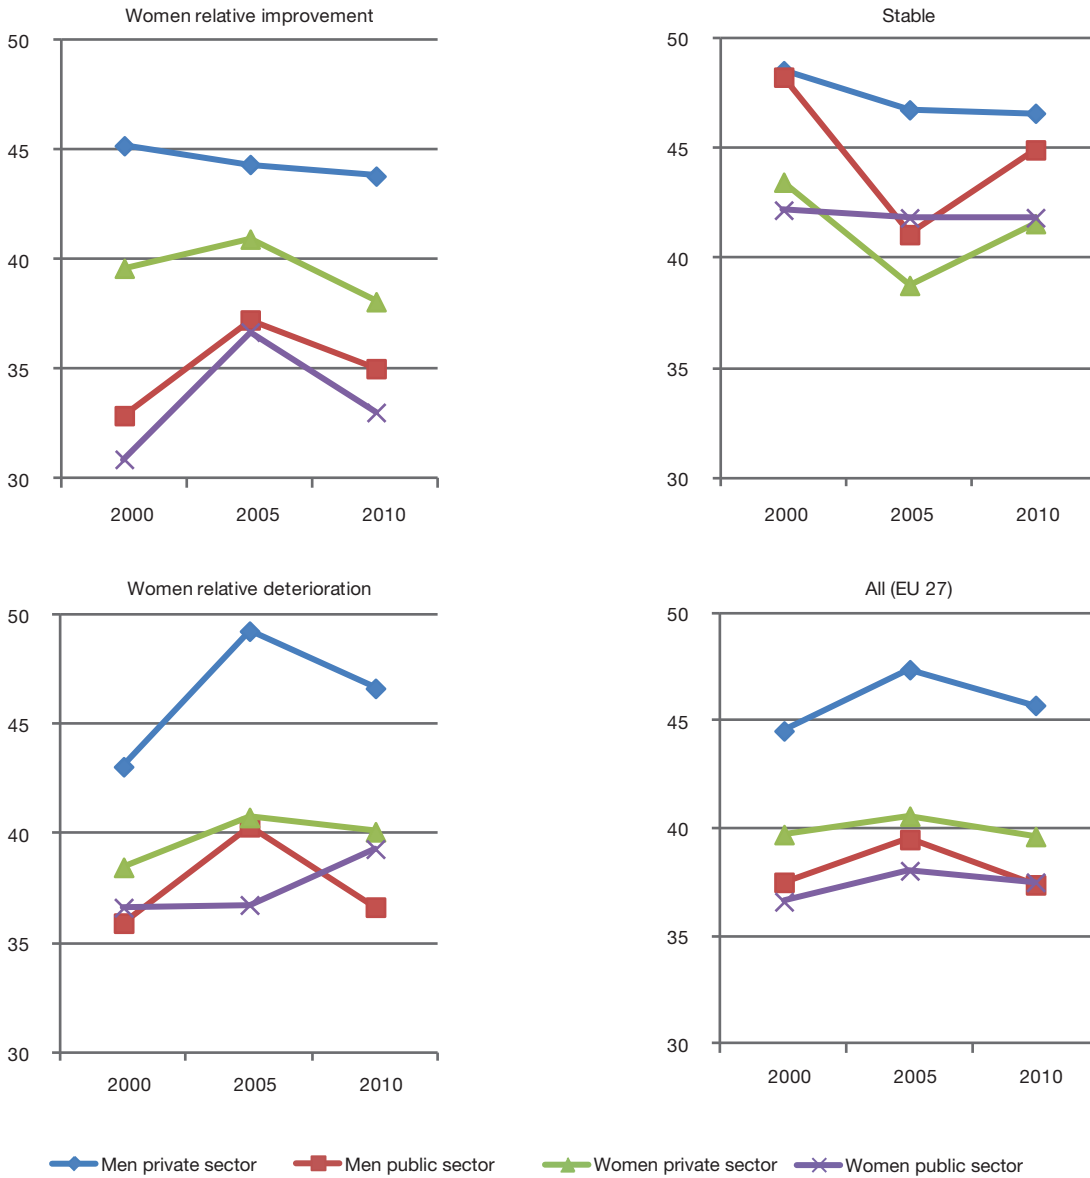 Women relative improvement
50
45
40
35
30
2000 2005 2010
Stable
50
45
40
35
30
2000 2005 2010
Women relative deterioration
50
45
40
35
30
2000 2005 2010
All (EU 27)
50
45
40
35
30
2000 2005 2010
Men private sector Men public sector Women private sector Women public sector